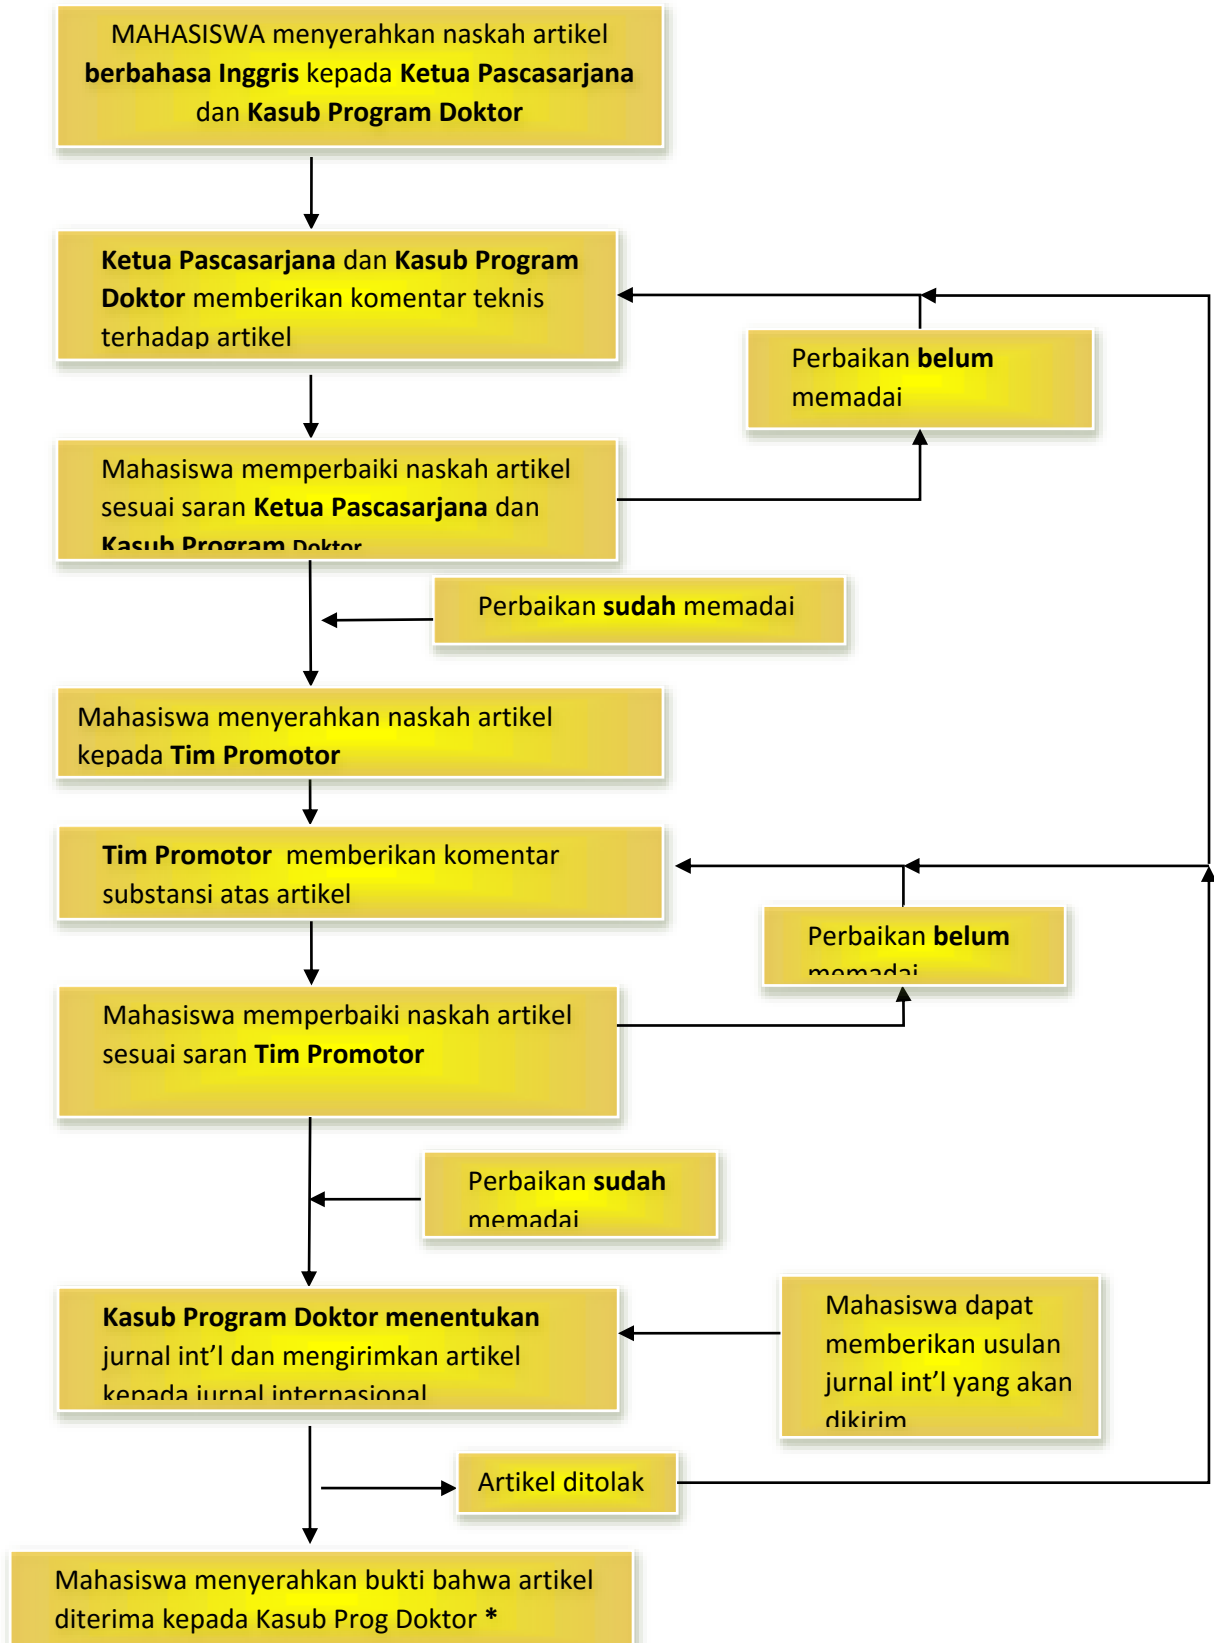 MAHASISWA menyerahkan naskah artikel
berbahasa Inggris kepada Ketua Pascasarjana
dan Kasub Program Doktor
Ketua Pascasarjana dan Kasub Program
Doktor memberikan komentar teknis
terhadap artikel
Perbaikan belum
memadai
Mahasiswa memperbaiki naskah artikel
sesuai saran Ketua Pascasarjana dan
Kasub Program Doktor
Perbaikan sudah memadai
Mahasiswa menyerahkan naskah artikel
kepada Tim Promotor
Tim Promotor memberikan komentar
substansi atas artikel
Perbaikan belum
memadai
Mahasiswa memperbaiki naskah artikel
sesuai saran Tim Promotor
Perbaikan sudah
memadai
Kasub Program Doktor menentukan
jurnal int’l dan mengirimkan artikel
kepada jurnal internasional
Mahasiswa dapat
memberikan usulan
jurnal int’l yang akan
dikirim
Artikel ditolak
Mahasiswa menyerahkan bukti bahwa artikel
diterima kepada Kasub Prog Doktor *